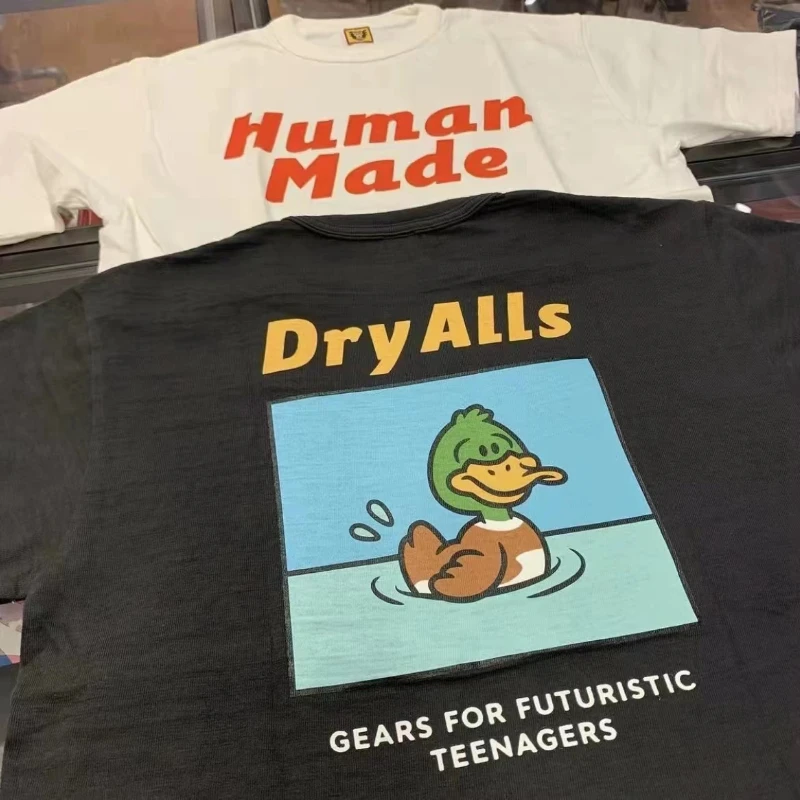 Human
Made
Dry Alls
GEARS FOR FUTURISTIC
TEENAGERS